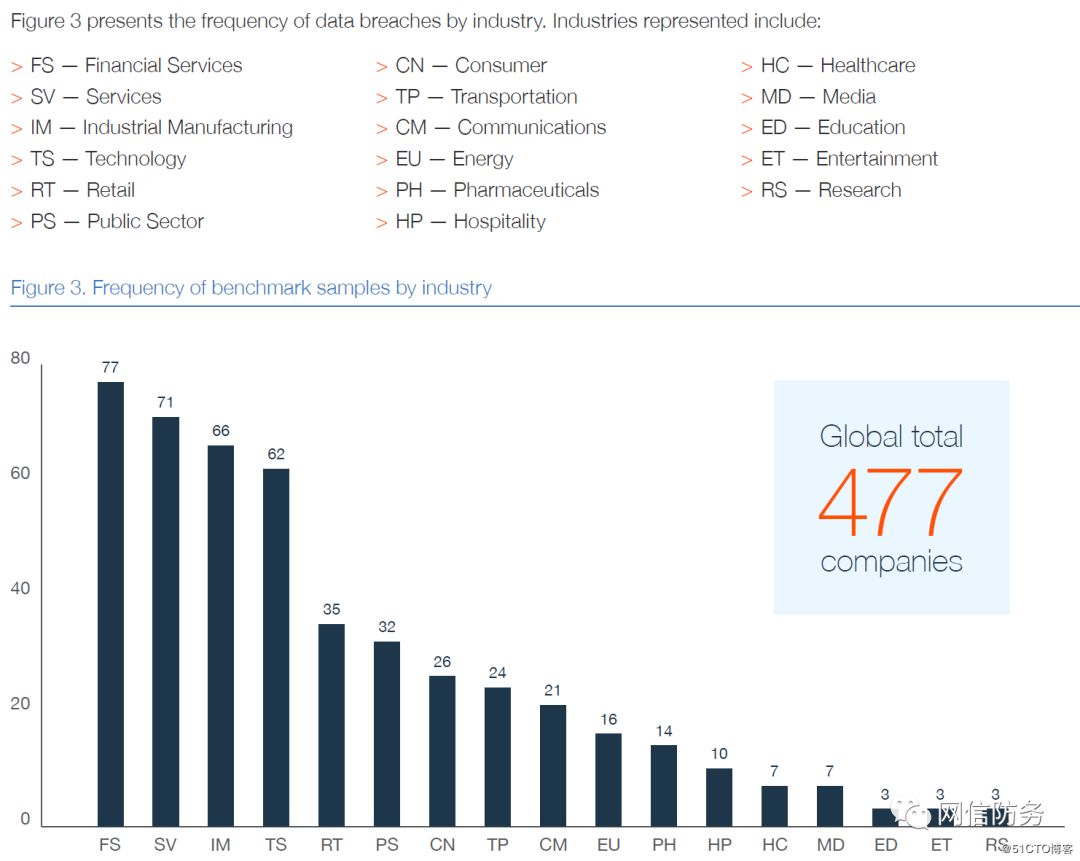 Figure 3 presents the frequency of data breaches by industry. Industries represented include:
> FS — Financial Services
> SV — Services
> IM — Industrial Manufacturing
> TS — Technology
> RT — Retail
> PS — Public Sector
> CN — Consumer
> TP — Transportation
> CM — Communications
> EU — Energy
> PH — Pharmaceuticals
> HP — Hospitality
> HC — Healthcare
> MD — Media
> ED — Education
> ET — Entertainment
> RS — Research
Figure 3. Frequency of benchmark samples by industry
80
60
40
20
0
77
71
66
62
35
32
26
24
21
16
14
10
7
7
3
3
3
Global total
477
companies
FS SV IM TS RT PS CN TP CM EU PH HP HC MD ED ET RS
网信防务
@51CTO博客